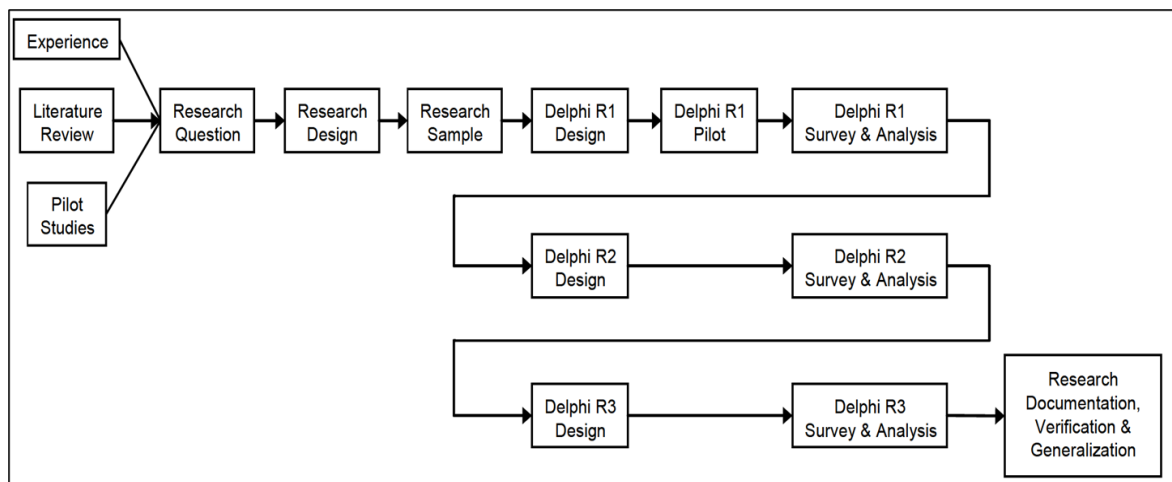 Experience
Literature
Review
Pilot
Studies
Research
Question
Research
Design
Research
Sample
Delphi R1
Design
Delphi R1
Pilot
Delphi R1
Survey & Analysis
Delphi R2
Design
Delphi R2
Survey & Analysis
Delphi R3
Design
Delphi R3
Survey & Analysis
Research
Documentation,
Verification &
Generalization